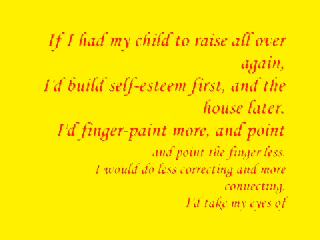 If I had my child to raise all over
again,
I'd build self-esteem first, and the
house later.
I'd finger-paint more, and point
and point the finger less.
I would do less correcting and more
connecting.
I'd take my eyes of